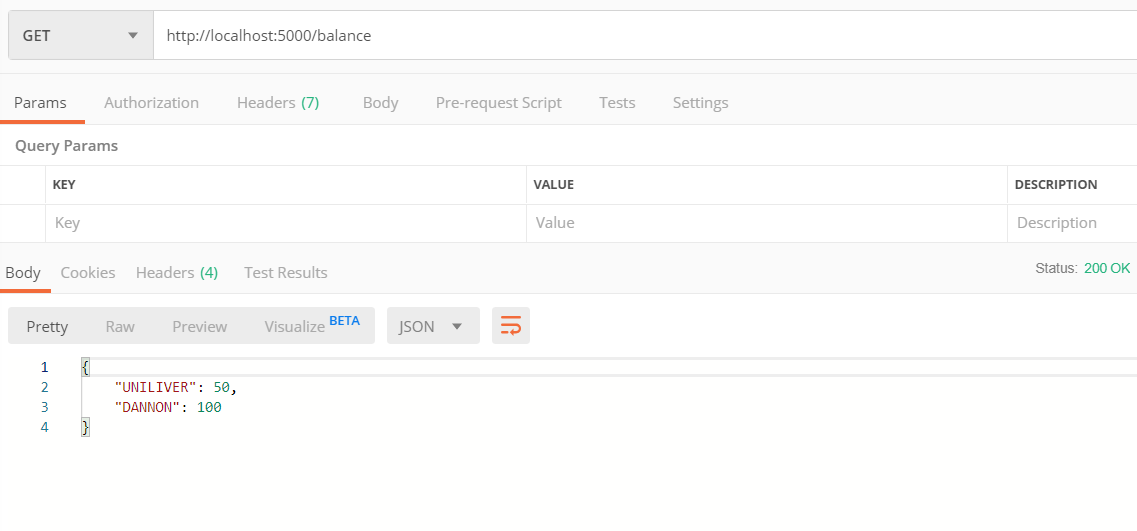 GET http://localhost:5000/balance
Params Authorization Headers (7) Body Pre-request Script Tests Settings
Query Params
KEY VALUE DESCRIPTION
Key Value Description
Body Cookies Headers (4) Test Results Status: 200 OK
Pretty Raw Preview Visualize BETA JSON
1 {
2 "UNILIVER": 50,
3 "DANNON": 100
4 }